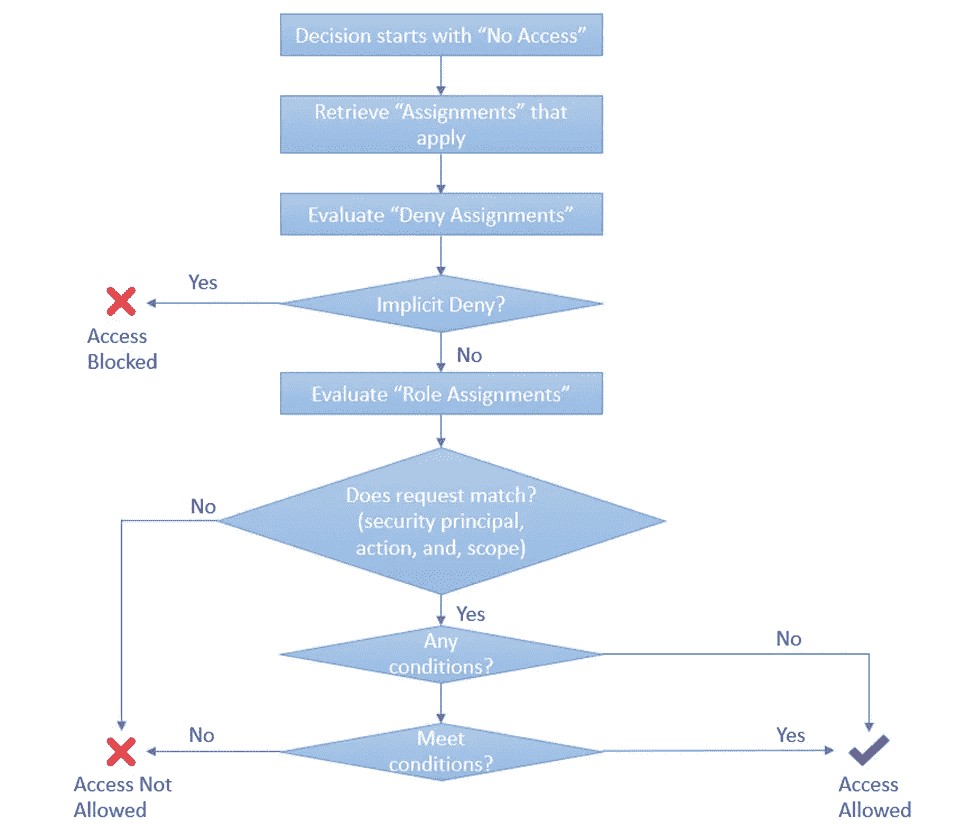 Decision starts with “No Access”
Retrieve “Assignments” that
apply
Evaluate “Deny Assignments”
Yes
Implicit Deny?
Access
Blocked
No
Evaluate “Role Assignments”
No
Does request match?
(security principal,
action, and, scope)
Yes
Any
conditions?
No
No
Meet
conditions?
Yes
Access Not
Allowed
Access
Allowed